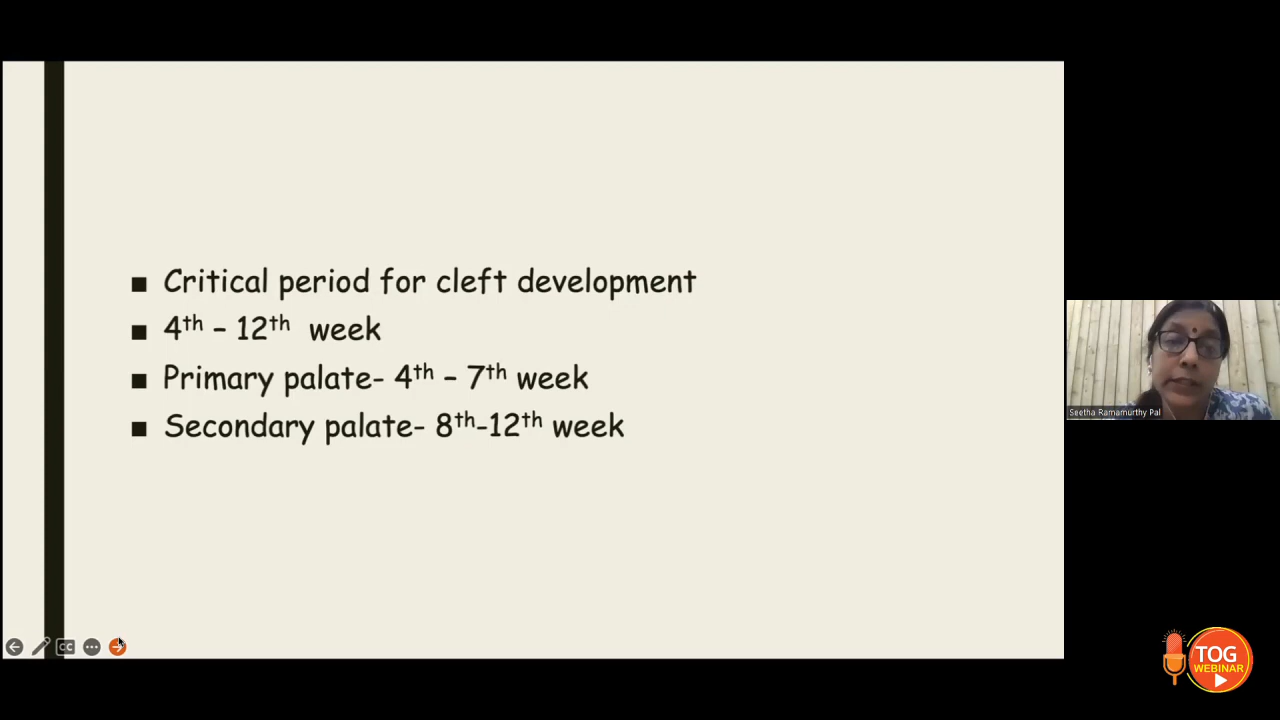 ■ Critical period for cleft development
■ 4th – 12th week
■ Primary palate- 4th – 7th week
■ Secondary palate- 8th-12th week
Seetha Ramamurthy Pal
CC
TOG
WEBINAR